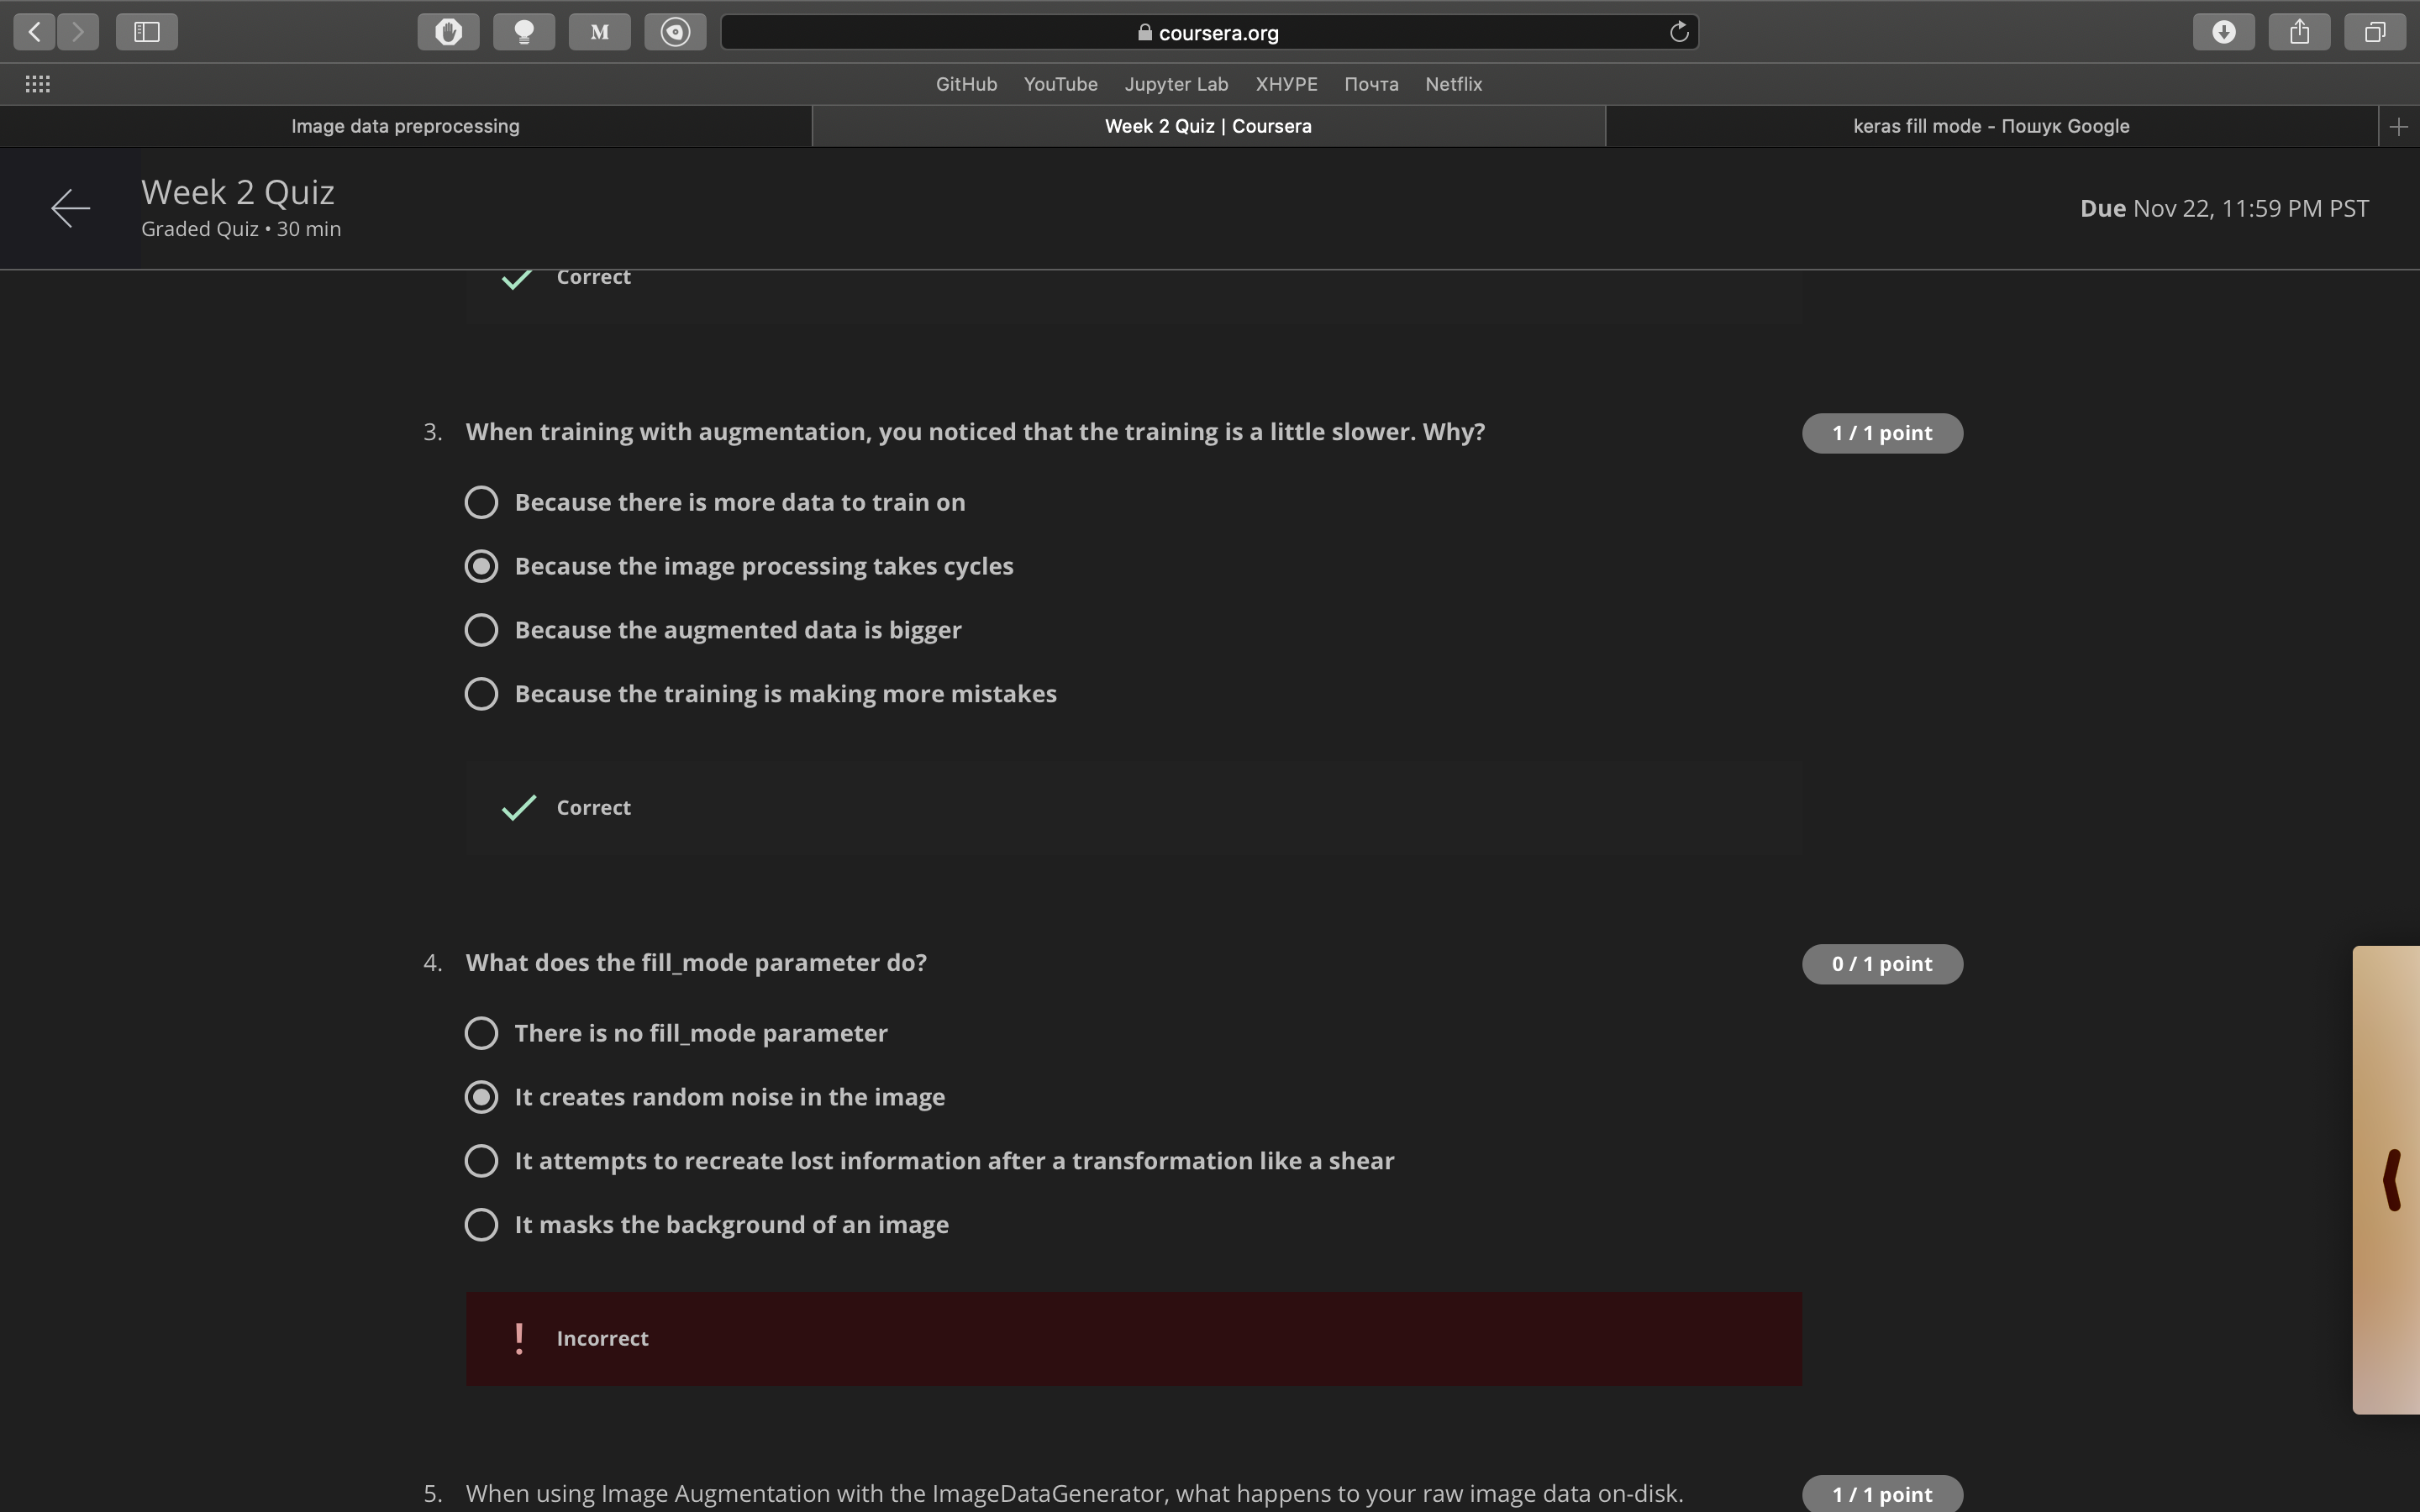 M
coursera.org
GitHub YouTube Jupyter Lab ХНУРЕ Почта Netflix
Image data preprocessing
Week 2 Quiz | Coursera
keras fill mode - Пошук Google
Week 2 Quiz
Graded Quiz • 30 min
Due Nov 22, 11:59 PM PST
Correct
3. When training with augmentation, you noticed that the training is a little slower. Why?
1 / 1 point
Because there is more data to train on
Because the image processing takes cycles
Because the augmented data is bigger
Because the training is making more mistakes
Correct
4. What does the fill_mode parameter do?
0 / 1 point
There is no fill_mode parameter
It creates random noise in the image
It attempts to recreate lost information after a transformation like a shear
It masks the background of an image
Incorrect
5. When using Image Augmentation with the ImageDataGenerator, what happens to your raw image data on-disk.
1 / 1 point